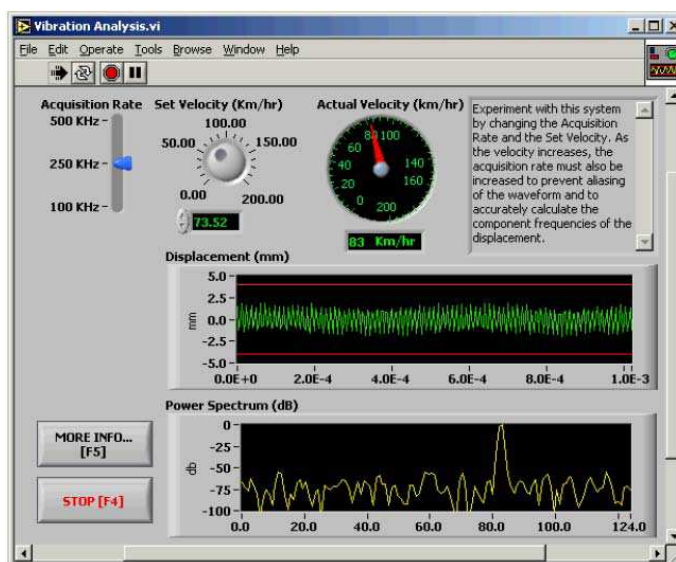 Vibration Analysis.vi
File Edit Operate Tools Browse Window Help
Acquisition Rate
500 KHz
250 KHz
100 KHz
Set Velocity (Km/hr)
100.00
50.00 150.00
0.00 200.00
73.52
Actual Velocity (km/hr)
80 100
60
40 140
20 160
0 200
83 Km/hr
Experiment with this system
by changing the Acquisition
Rate and the Set Velocity. As
the velocity increases, the
acquisition rate must also be
increased to prevent aliasing
of the waveform and to
accurately calculate the
component frequencies of the
displacement.
Displacement (mm)
5.0
2.5
0.0
-2.5
-5.0
mm
0.0E+0 2.0E-4 4.0E-4 6.0E-4 8.0E-4 1.0E-3
MORE INFO...
[F5]
STOP [F4]
Power Spectrum (dB)
0
-25
-50
-75
-100
db
0.0 20.0 40.0 60.0 80.0 100.0 124.0